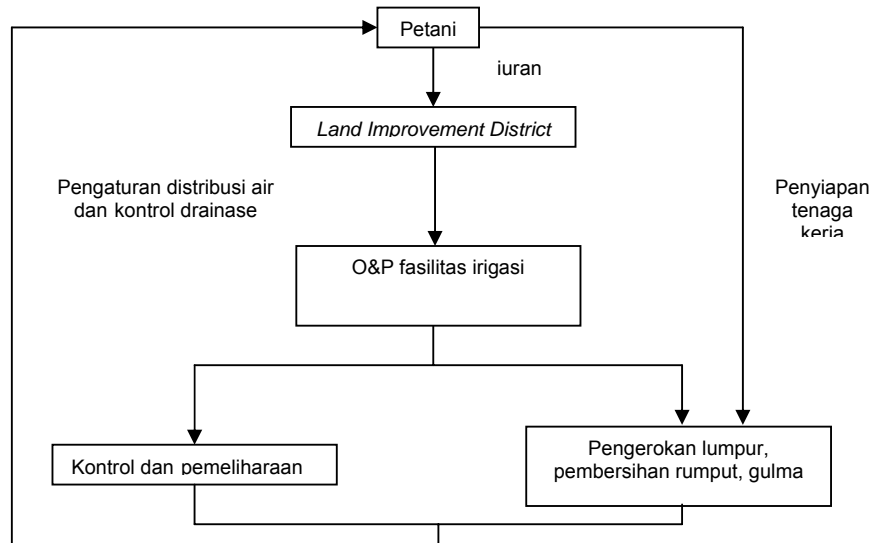 Petani
iuran
Land Improvement District
Pengaturan distribusi air
dan kontrol drainase
Penyiapan
tenaga
kerja
O&P fasilitas irigasi
Kontrol dan pemeliharaan
Pengerokan lumpur,
pembersihan rumput, gulma